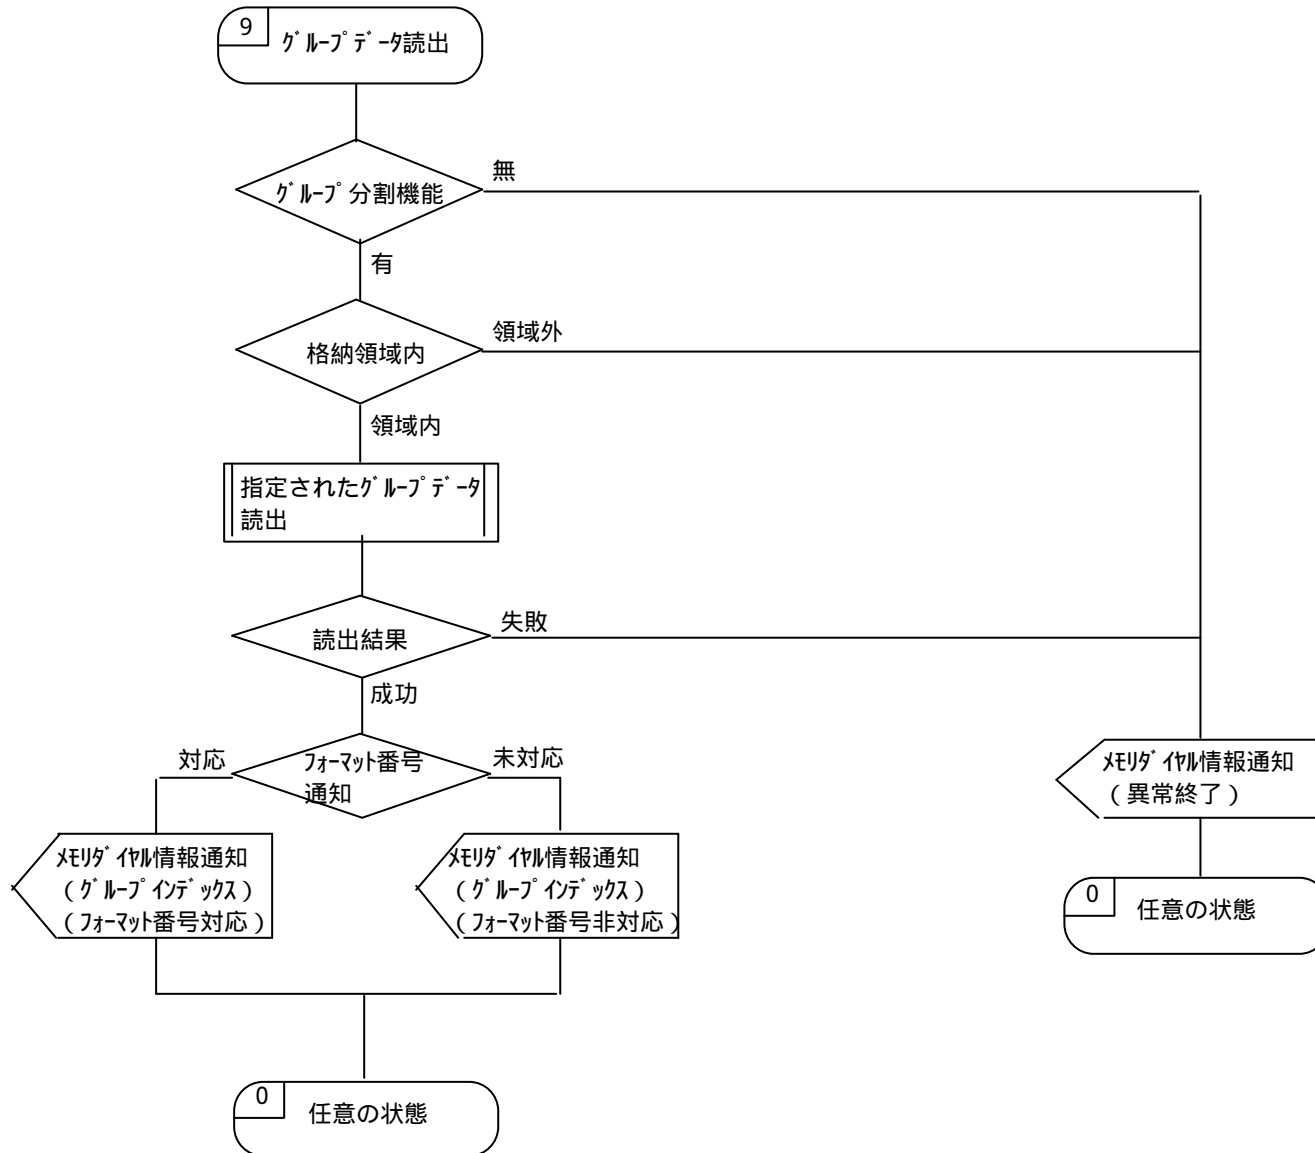 9
ｸﾞﾙｰﾌﾟﾃﾞｰﾀ読出
ｸﾞﾙｰﾌﾟ分割機能
無
有
格納領域内
領域外
領域内
指定されたｸﾞﾙｰﾌﾟﾃﾞｰﾀ
読出
読出結果
失敗
成功
対応
ﾌｫｰﾏｯﾄ番号
通知
未対応
ﾒﾓﾘﾀﾞｲﾔﾙ情報通知
（ｸﾞﾙｰﾌﾟｲﾝﾃﾞｯｸｽ）
（ﾌｫｰﾏｯﾄ番号対応）
ﾒﾓﾘﾀﾞｲﾔﾙ情報通知
（ｸﾞﾙｰﾌﾟｲﾝﾃﾞｯｸｽ）
（ﾌｫｰﾏｯﾄ番号非対応）
ﾒﾓﾘﾀﾞｲﾔﾙ情報通知
（異常終了）
0
任意の状態
0
任意の状態